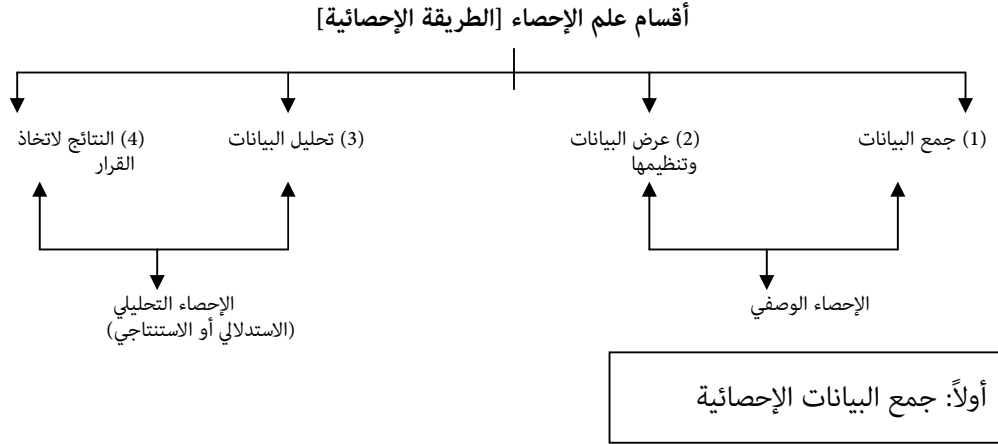 أقسام علم الإحصاء [الطريقة الإحصائية]
(1) جمع البيانات
(2) عرض البيانات
وتنظيمها
(3) تحليل البيانات
(4) النتائج لاتخاذ
القرار
الإحصاء الوصفي
الإحصاء التحليلي
(الاستدلالي أو الاستنتاجي)
أولاً: جمع البيانات الإحصائية